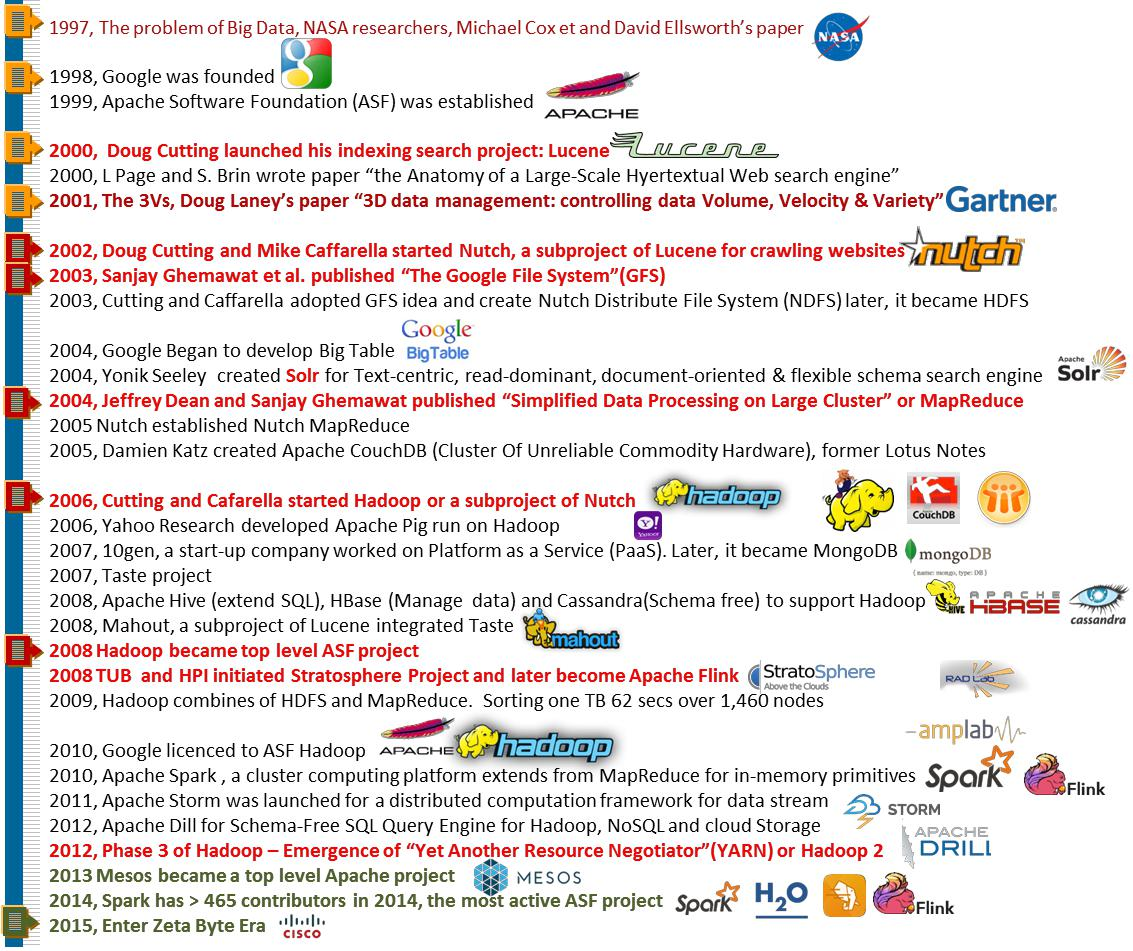 1997, The problem of Big Data, NASA researchers, Michael Cox et and David Ellsworth’s paper
NASA
1998, Google was founded
g
1999, Apache Software Foundation (ASF) was established
APACHE
2000, Doug Cutting launched his indexing search project: Lucene
Lucene
2000, L Page and S. Brin wrote paper “the Anatomy of a Large-Scale Hyertextual Web search engine”
2001, The 3Vs, Doug Laney’s paper “3D data management: controlling data Volume, Velocity & Variety”
Gartner
2002, Doug Cutting and Mike Caffarella started Nutch, a subproject of Lucene for crawling websites
nutch TM
2003, Sanjay Ghemawat et al. published “The Google File System”(GFS)
2003, Cutting and Caffarella adopted GFS idea and create Nutch Distribute File System (NDFS) later, it became HDFS
Google
BigTable
2004, Google Began to develop Big Table
2004, Yonik Seeley created Solr for Text-centric, read-dominant, document-oriented & flexible schema search engine
Apache
Solr
2004, Jeffrey Dean and Sanjay Ghemawat published “Simplified Data Processing on Large Cluster” or MapReduce
2005 Nutch established Nutch MapReduce
2005, Damien Katz created Apache CouchDB (Cluster Of Unreliable Commodity Hardware), former Lotus Notes
2006, Cutting and Cafarella started Hadoop or a subproject of Nutch
hadoop
CouchDB
2006, Yahoo Research developed Apache Pig run on Hadoop
Y!
YAHOO!
2007, 10gen, a start-up company worked on Platform as a Service (PaaS). Later, it became MongoDB
mongoDB
{ name: mongo, type: DB }
2007, Taste project
2008, Apache Hive (extend SQL), HBase (Manage data) and Cassandra(Schema free) to support Hadoop
HIVE
APACHE
HBASE
cassandra
2008, Mahout, a subproject of Lucene integrated Taste
mahout
2008 Hadoop became top level ASF project
2008 TUB and HPI initiated Stratosphere Project and later become Apache Flink
StratoSphere
Above the Clouds
RAD Lab
2009, Hadoop combines of HDFS and MapReduce. Sorting one TB 62 secs over 1,460 nodes
amplab
2010, Google licenced to ASF Hadoop
APACHE
hadoop
2010, Apache Spark , a cluster computing platform extends from MapReduce for in-memory primitives
Spark
Flink
2011, Apache Storm was launched for a distributed computation framework for data stream
STORM
2012, Apache Dill for Schema-Free SQL Query Engine for Hadoop, NoSQL and cloud Storage
APACHE
DRILL
2012, Phase 3 of Hadoop – Emergence of “Yet Another Resource Negotiator”(YARN) or Hadoop 2
2013 Mesos became a top level Apache project
MESOS
2014, Spark has > 465 contributors in 2014, the most active ASF project
Spark
H2O
Flink
2015, Enter Zeta Byte Era
CISCO